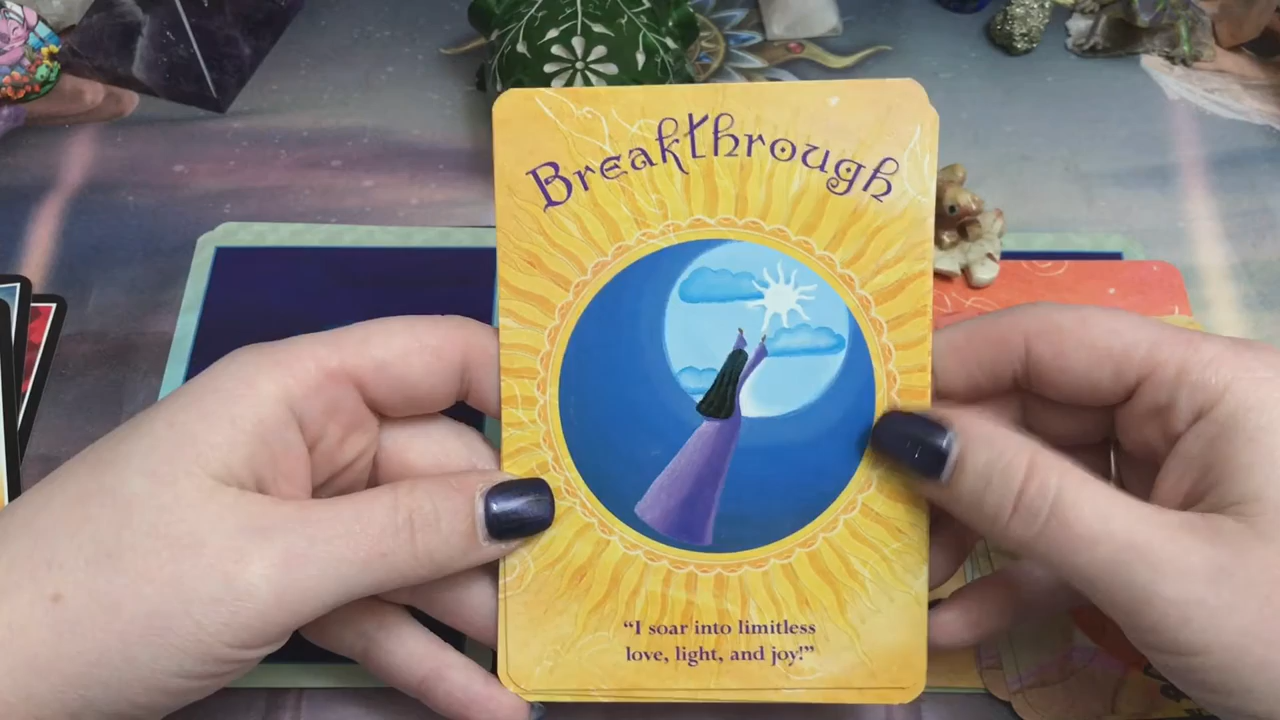 Breakthrough
“I soar into limitless
love, light, and joy!”